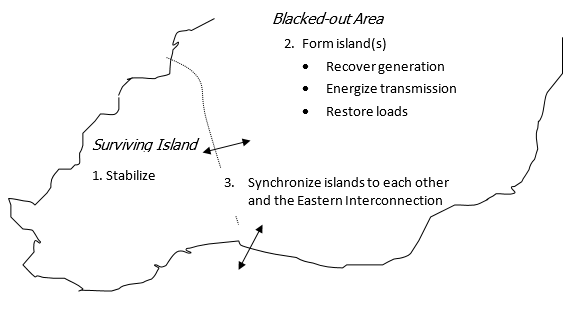 Blacked-out Area
2. Form island(s)
• Recover generation
• Energize transmission
• Restore loads
Surviving Island
1. Stabilize
3. Synchronize islands to each other
and the Eastern Interconnection